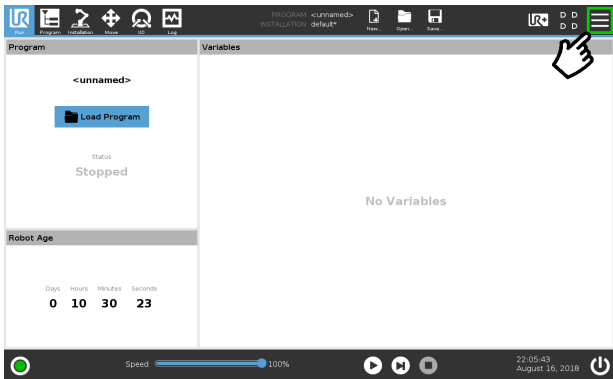 UR
Run
Program
Installation
Move
I/O
Log
PROGRAM <unnamed>
INSTALLATION default*
New...
Open...
Save...
UR+
D D
D D
Program
<unnamed>
Load Program
Status
Stopped
Robot Age
Days Hours Minutes Seconds
0 10 30 23
Variables
No Variables
Speed 100%
22:05:43
August 16, 2018